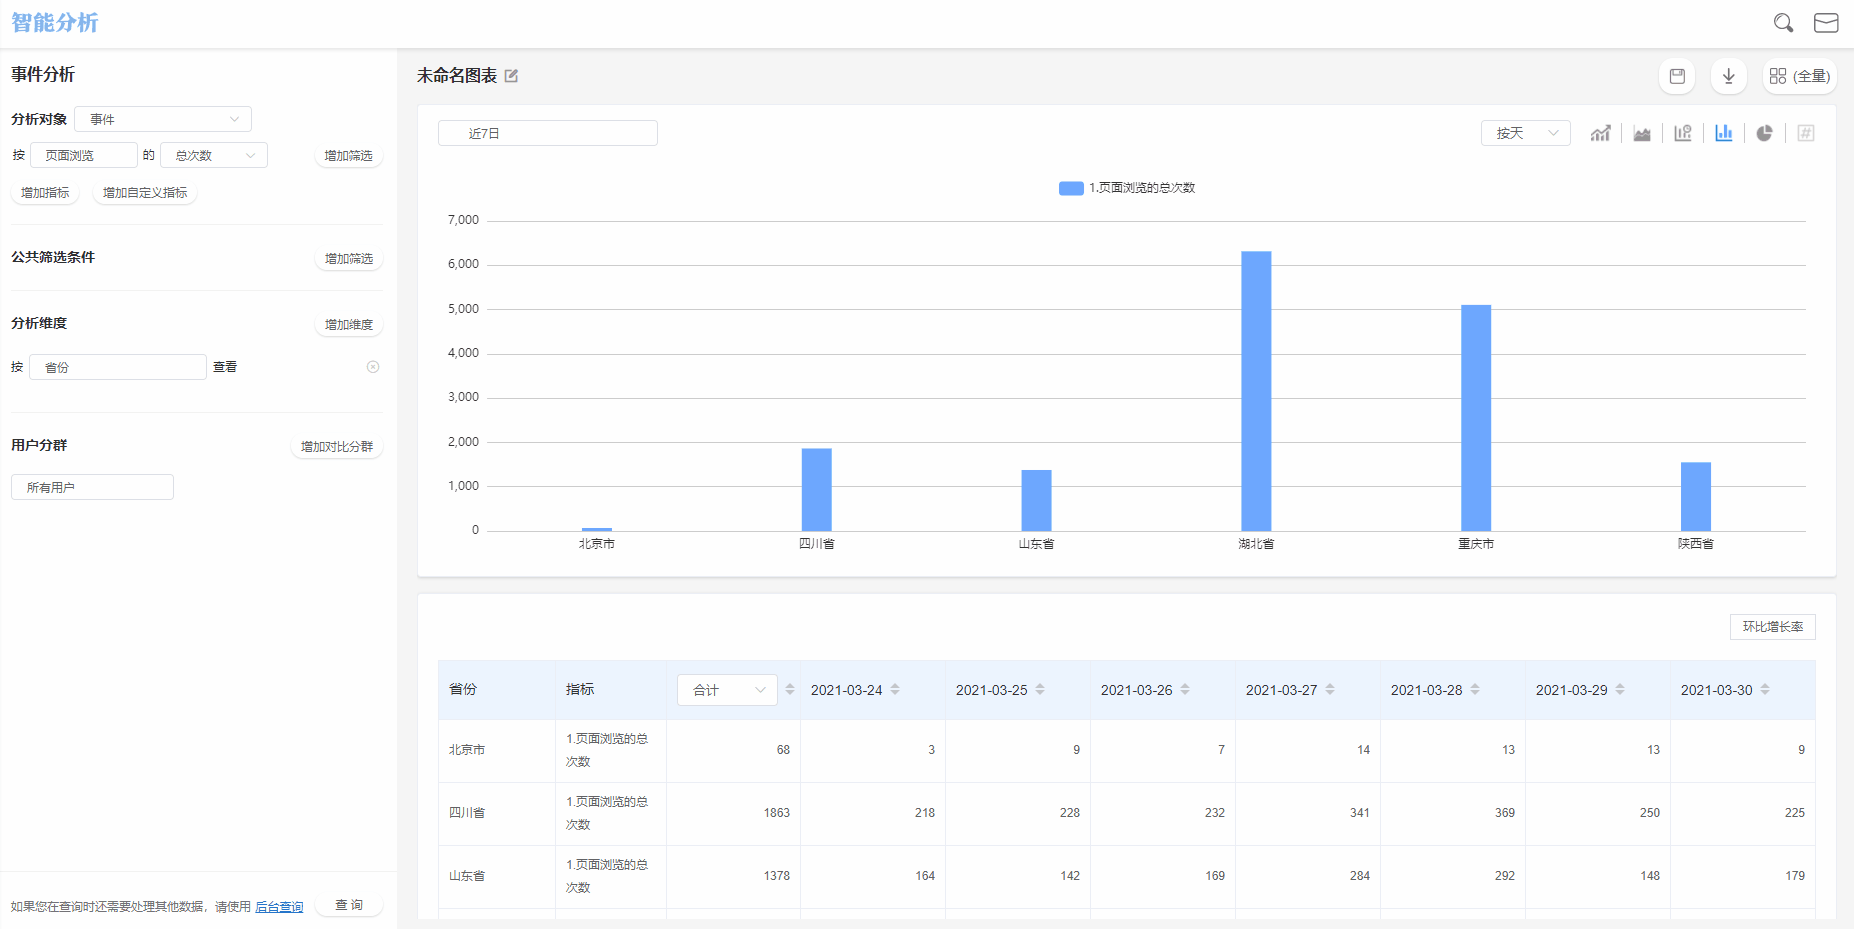 智能分析
事件分析
分析对象 事件
按 页面浏览 的 总次数 增加筛选
增加指标 增加自定义指标
公共筛选条件 增加筛选
分析维度 增加维度
按 省份 查看
用户分群 增加对比分群
所有用户
如果您在查询时还需要处理其他数据，请使用 后台查询 查 询
未命名图表 (全量)
近7日 按天
1.页面浏览的总次数
7,000
6,000
5,000
4,000
3,000
2,000
1,000
0
北京市 四川省 山东省 湖北省 重庆市 陕西省
环比增长率
省份 指标 合计 2021-03-24 2021-03-25 2021-03-26 2021-03-27 2021-03-28 2021-03-29 2021-03-30
北京市 1.页面浏览的总 68 3 9 7 14 13 13 9
次数
四川省 1.页面浏览的总 1863 218 228 232 341 369 250 225
次数
山东省 1.页面浏览的总 1378 164 142 169 284 292 148 179
次数